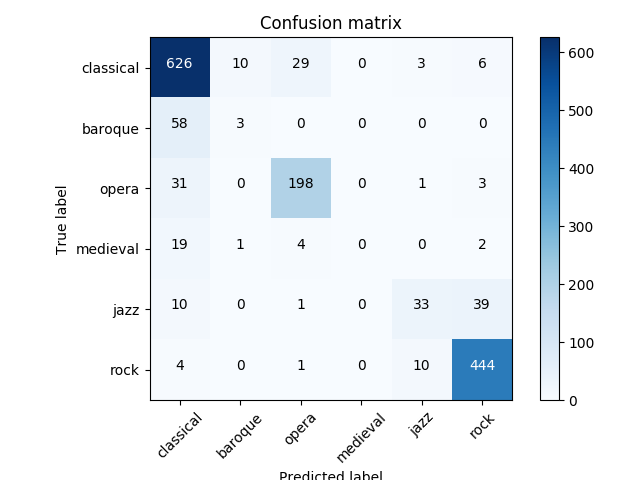 Confusion matrix
classical 626 10 29 0 3 6
baroque 58 3 0 0 0 0
opera 31 0 198 0 1 3
medieval 19 1 4 0 0 2
jazz 10 0 1 0 33 39
rock 4 0 1 0 10 444
True label
classical baroque opera medieval jazz rock
Predicted label
600
500
400
300
200
100
0